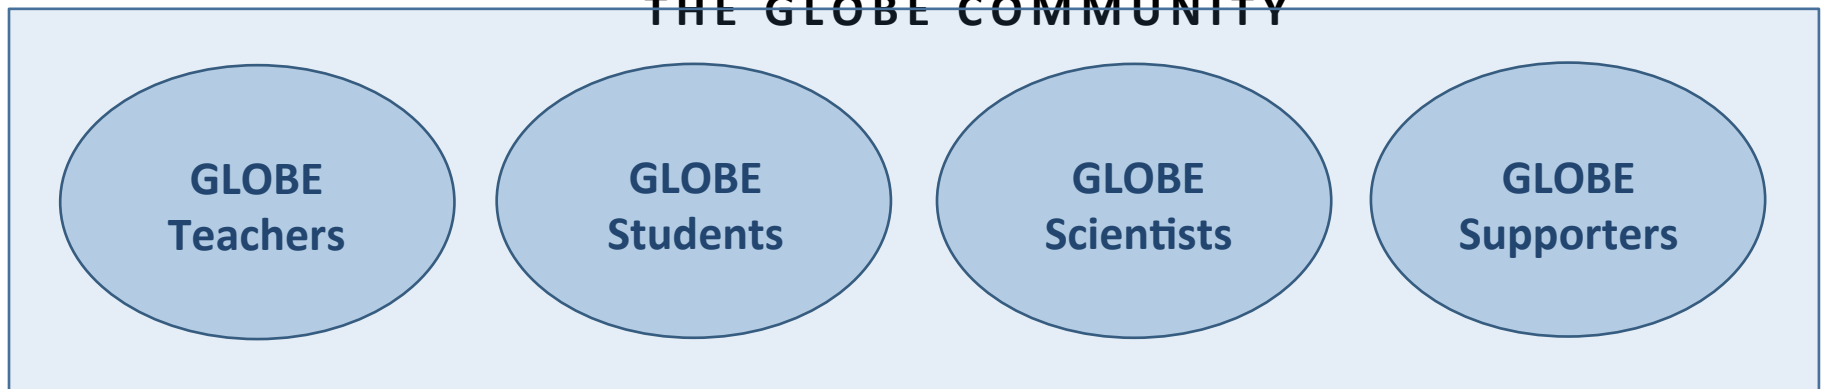 THE GLOBE COMMUNITY
GLOBE
Teachers
GLOBE
Students
GLOBE
Scientists
GLOBE
Supporters